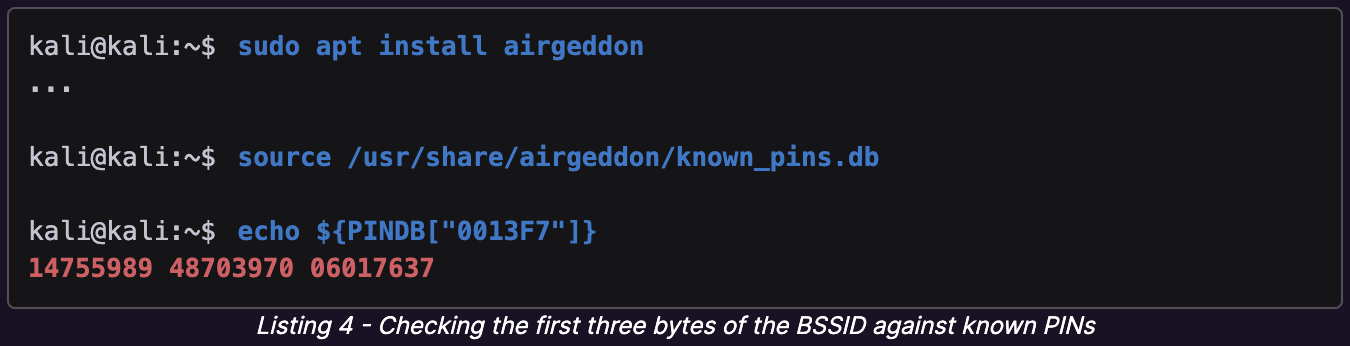 kali@kali:~$ sudo apt install airgeddon
...
kali@kali:~$ source /usr/share/airgeddon/known_pins.db
kali@kali:~$ echo ${PINDB["0013F7"]}
14755989 48703970 06017637
Listing 4 - Checking the first three bytes of the BSSID against known PINs